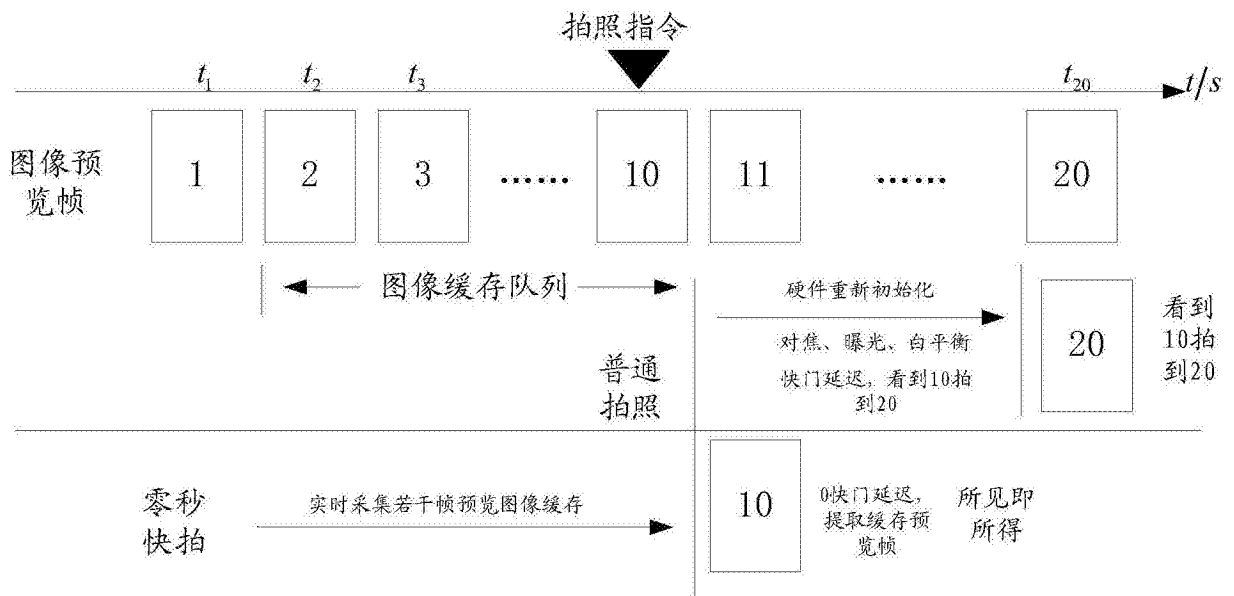 拍照指令
t1 t2 t3 t20 t/s
图像预
览帧
1 2 3 …… 10 11 …… 20
图像缓存队列
硬件重新初始化
对焦、曝光、白平衡
快门延迟，看到10拍
到20
20
看到
10拍
到20
普通
拍照
零秒
快拍
实时采集若干帧预览图像缓存
10
0快门延迟，
提取缓存预
览帧
所见即
所得